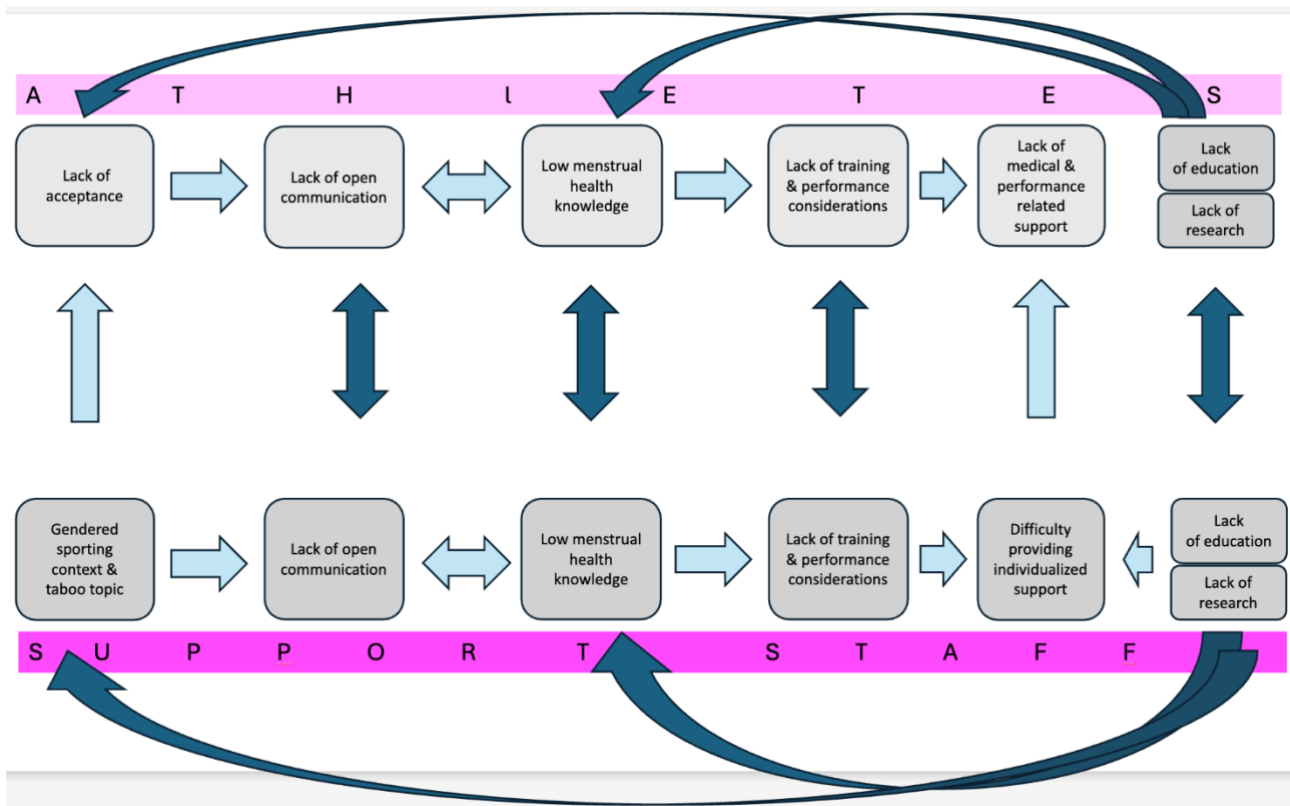 A T H l E T E S
Lack of
acceptance
Lack of open
communication
Low menstrual
health
knowledge
Lack of training
& performance
considerations
Lack of
medical &
performance
related
support
Lack
of education
Lack of
research
Gendered
sporting
context &
taboo topic
Lack of open
communication
Low menstrual
health
knowledge
Lack of training
& performance
considerations
Difficulty
providing
individualized
support
Lack
of education
Lack of
research
S U P P O R T S T A F F